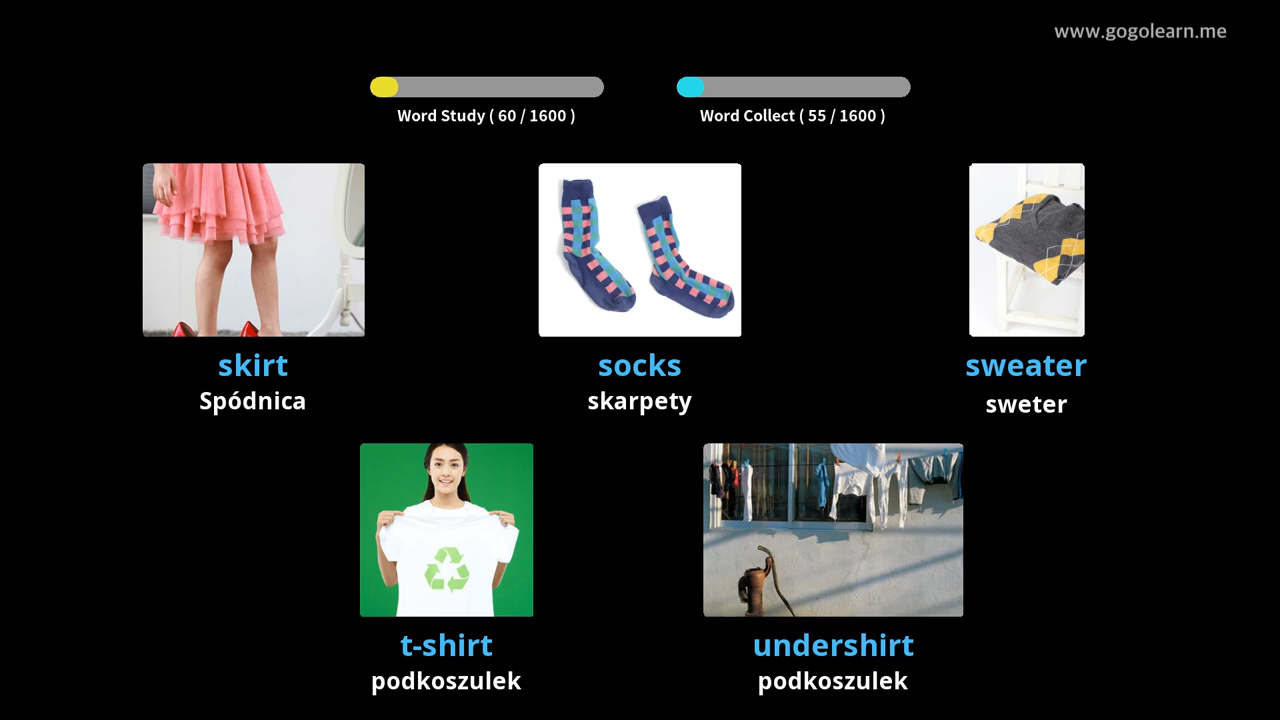 www.gogolearn.me
Word Study ( 60 / 1600 )
Word Collect ( 55 / 1600 )
skirt
Spódnica
socks
skarpety
sweater
sweter
t-shirt
podkoszulek
undershirt
podkoszulek